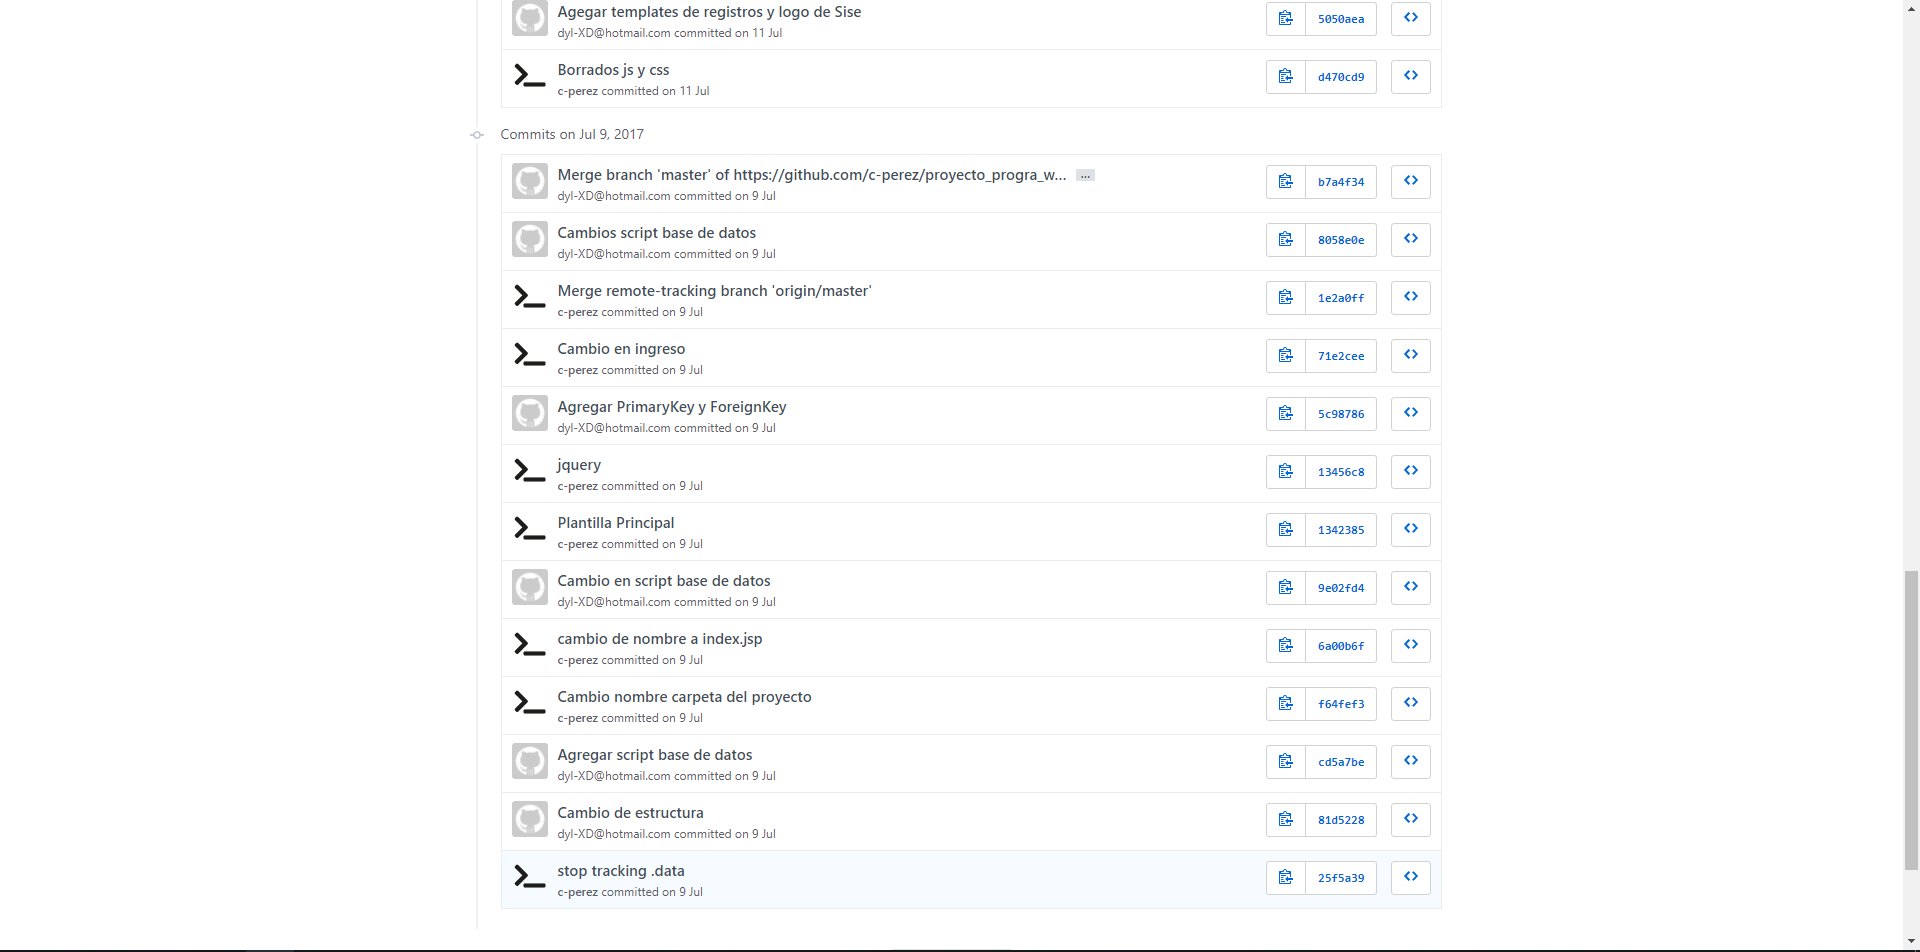 Agegar templates de registros y logo de Sise
dyl-XD@hotmail.com committed on 11 Jul
5050aea
Borrados js y css
c-perez committed on 11 Jul
d470cd9
Commits on Jul 9, 2017
Merge branch 'master' of https://github.com/c-perez/proyecto_progra_w... ...
dyl-XD@hotmail.com committed on 9 Jul
b7a4f34
Cambios script base de datos
dyl-XD@hotmail.com committed on 9 Jul
8058e0e
Merge remote-tracking branch 'origin/master'
c-perez committed on 9 Jul
1e2a0ff
Cambio en ingreso
c-perez committed on 9 Jul
71e2cee
Agregar PrimaryKey y ForeignKey
dyl-XD@hotmail.com committed on 9 Jul
5c98786
jquery
c-perez committed on 9 Jul
13456c8
Plantilla Principal
c-perez committed on 9 Jul
1342385
Cambio en script base de datos
dyl-XD@hotmail.com committed on 9 Jul
9e02fd4
cambio de nombre a index.jsp
c-perez committed on 9 Jul
6a00b6f
Cambio nombre carpeta del proyecto
c-perez committed on 9 Jul
f64fef3
Agregar script base de datos
dyl-XD@hotmail.com committed on 9 Jul
cd5a7be
Cambio de estructura
dyl-XD@hotmail.com committed on 9 Jul
81d5228
stop tracking .data
c-perez committed on 9 Jul
25f5a39